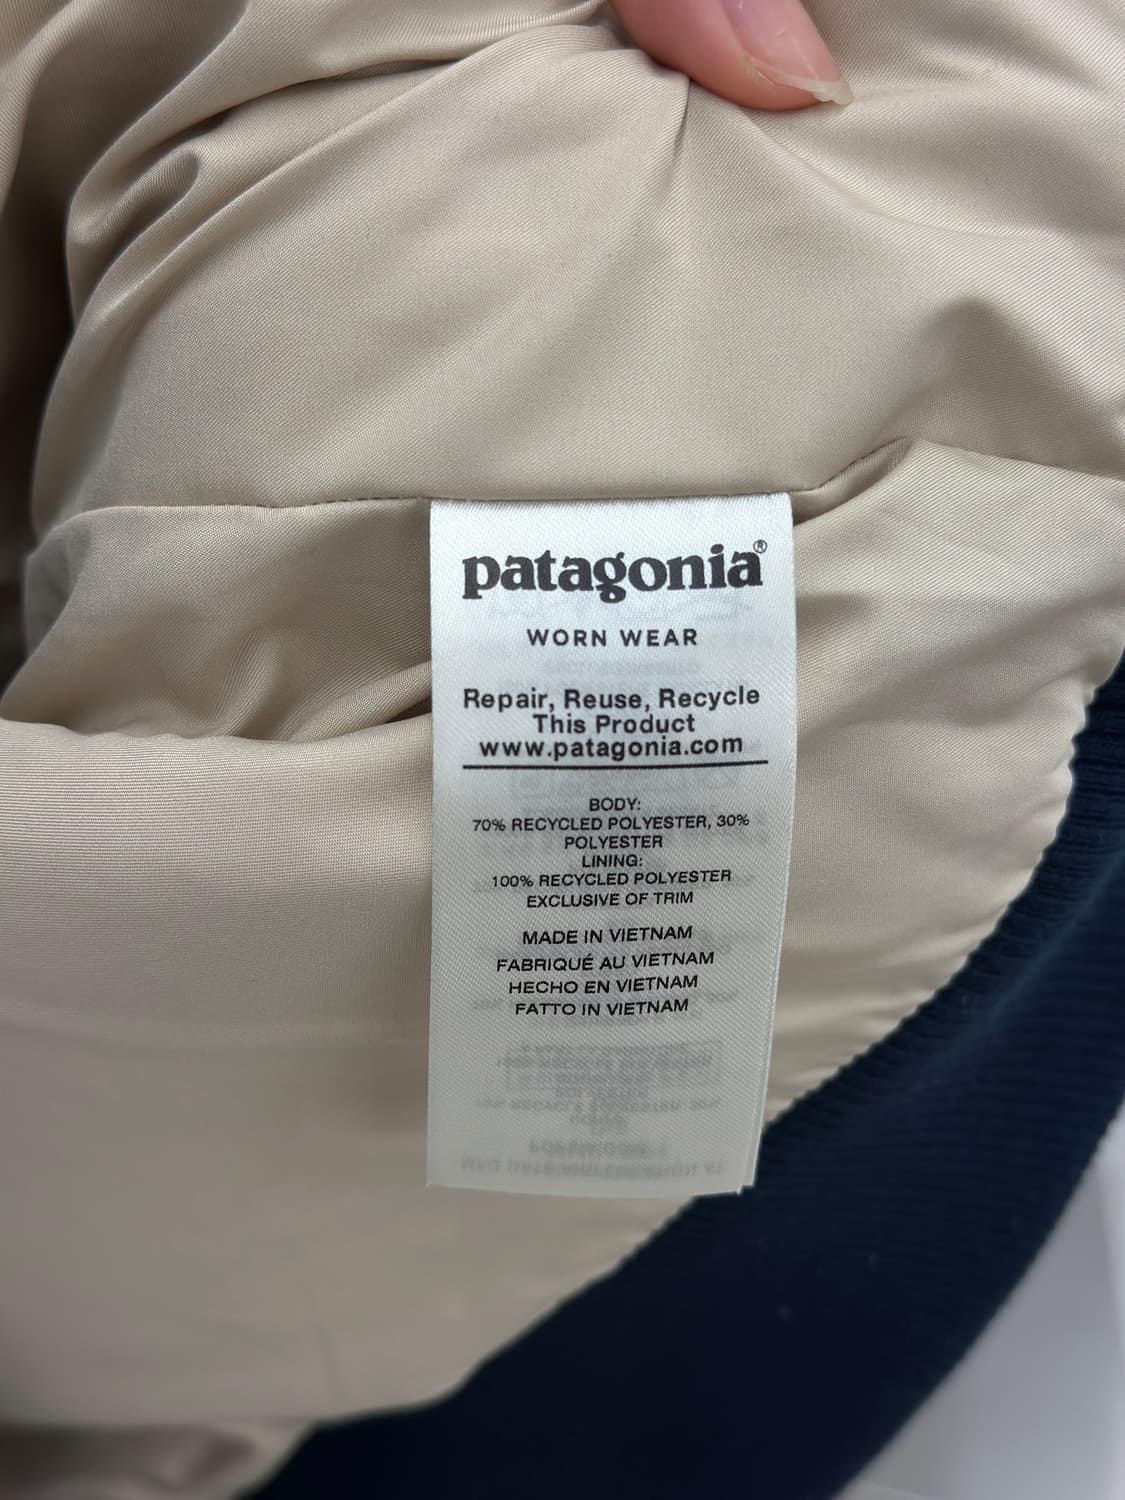 patagonia®
WORN WEAR
Repair, Reuse, Recycle
This Product
www.patagonia.com
BODY:
70% RECYCLED POLYESTER, 30%
POLYESTER
LINING:
100% RECYCLED POLYESTER
EXCLUSIVE OF TRIM
MADE IN VIETNAM
FABRIQUÉ AU VIETNAM
HECHO EN VIETNAM
FATTO IN VIETNAM